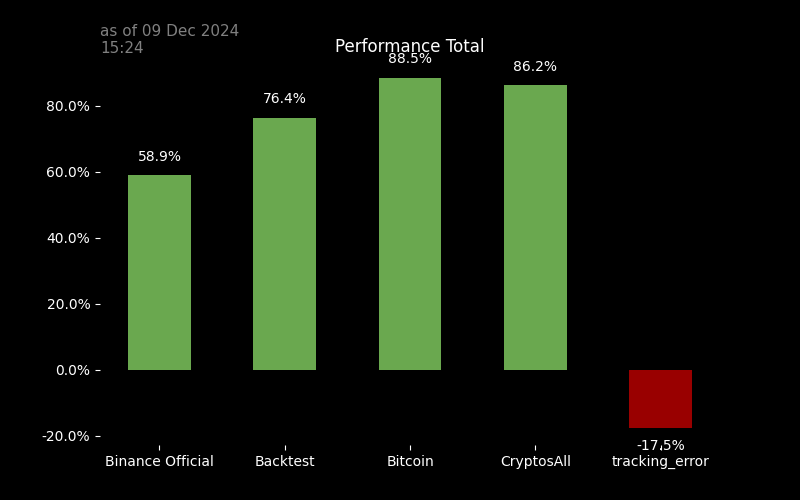 as of 09 Dec 2024
15:24
Performance Total
88.5%
86.2%
76.4%
58.9%
80.0%
60.0%
40.0%
20.0%
0.0%
-20.0%
-17.5%
Binance Official
Backtest
Bitcoin
CryptosAll
tracking_error